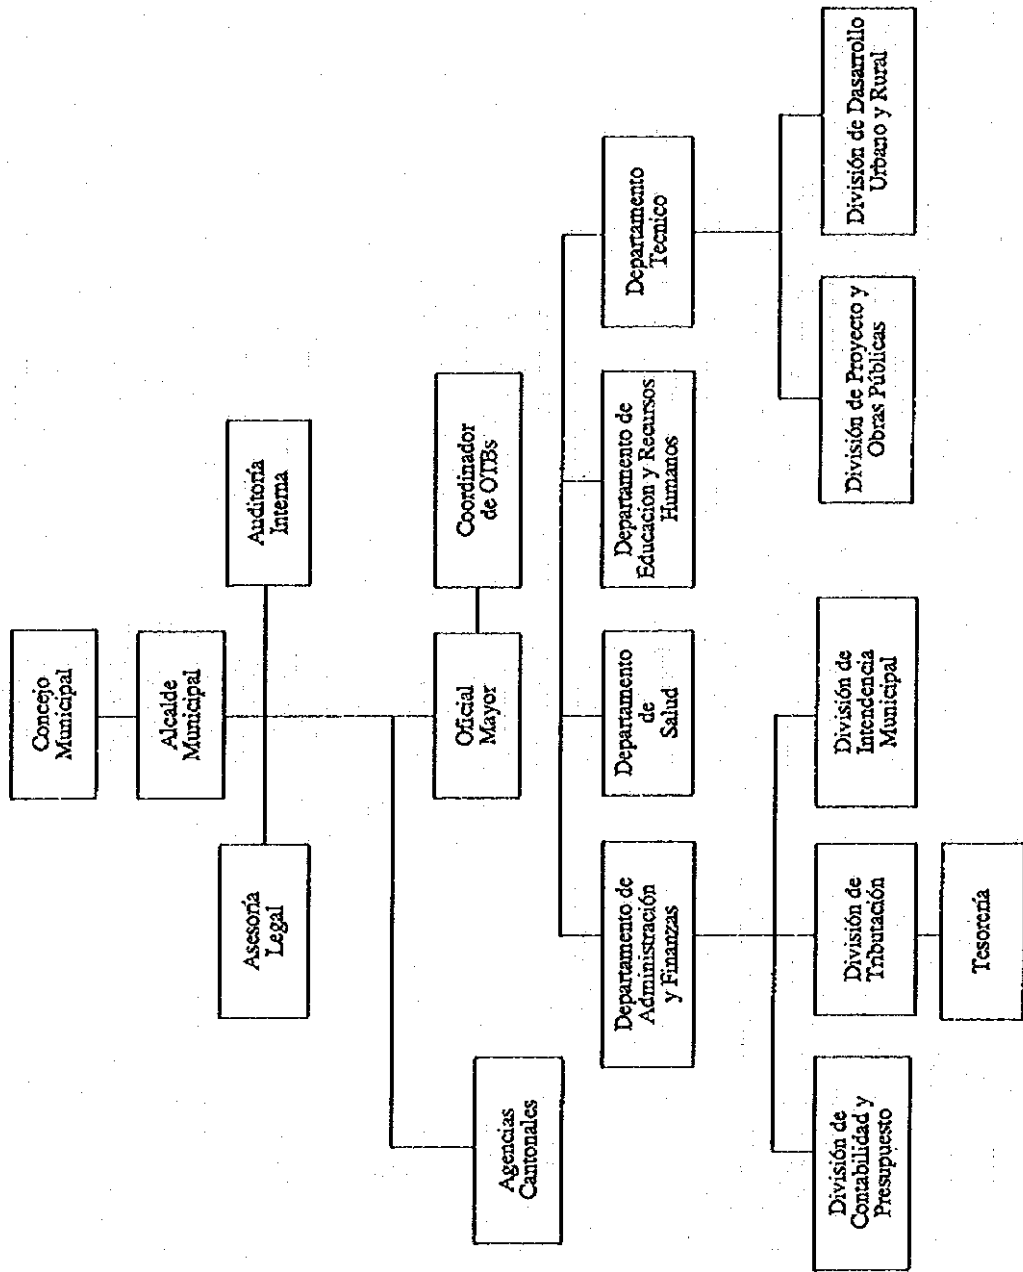 Concejo
Municipal
Alcalde
Municipal
Asesoría
Legal
Auditoría
Interna
Agencias
Cantonales
Oficial
Mayor
Coordinador
de OTBs
Departamento de
Administración
y Finanzas
Departamento
de
Salud
Departamento de
Educacion y Recursos
Humanos
Departamento
Tecnico
División de
Contabilidad y
Presupuesto
División de
Tributación
División de
Intendencia
Municipal
División de Proyecto y
Obras Públicas
División de Dasarrollo
Urbano y Rural
Tesorería